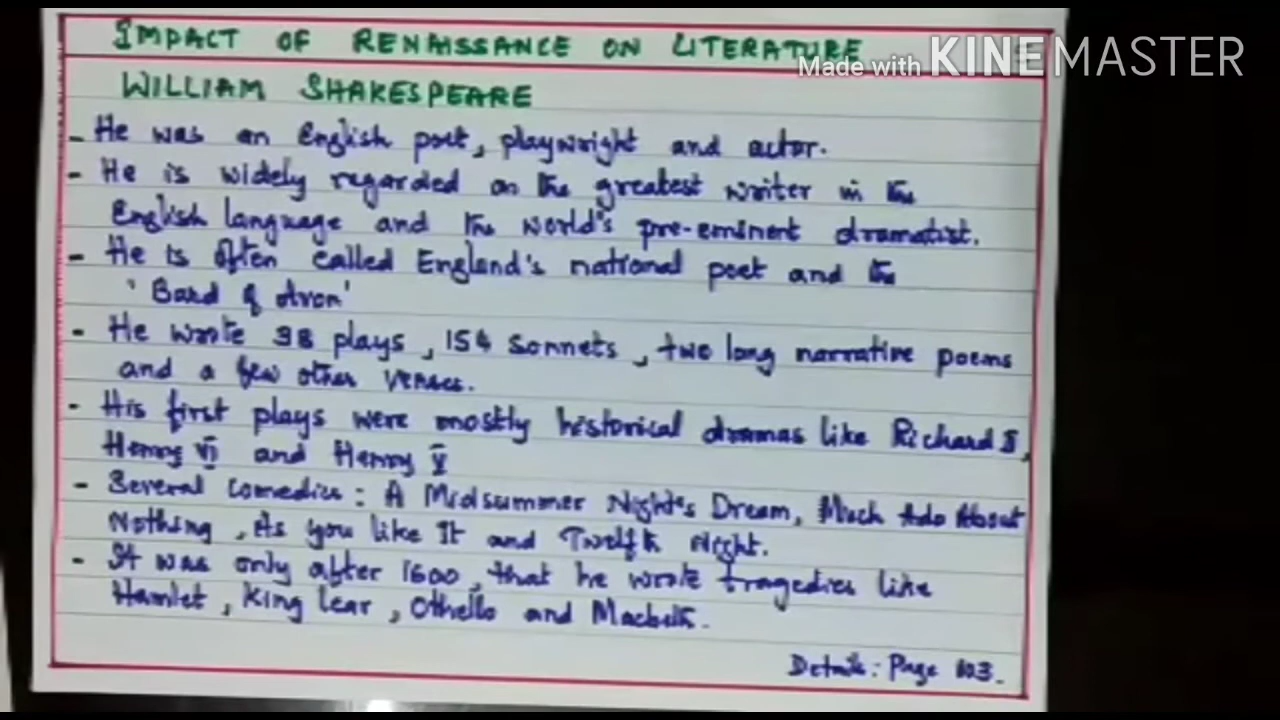 IMPACT OF RENAISSANCE ON LITERATURE
Made with KINEMASTER
WILLIAM SHAKESPEARE
- He was an English poet, playwright and actor.
- He is widely regarded as the greatest writer in the
English language and the world's pre-eminent dramatist.
- He is often called England's national poet and the
'Bard of Avon'
- He wrote 38 plays, 154 sonnets, two long narrative poems
and a few other verses.
- His first plays were mostly historical dramas like Richard II,
Henry VI and Henry V
- Several comedies: A Midsummer Night's Dream, Much Ado About
Nothing, As you like It and Twelfth Night.
- It was only after 1600, that he wrote tragedies like
Hamlet, King Lear, Othello and Macbeth.
Details: Page